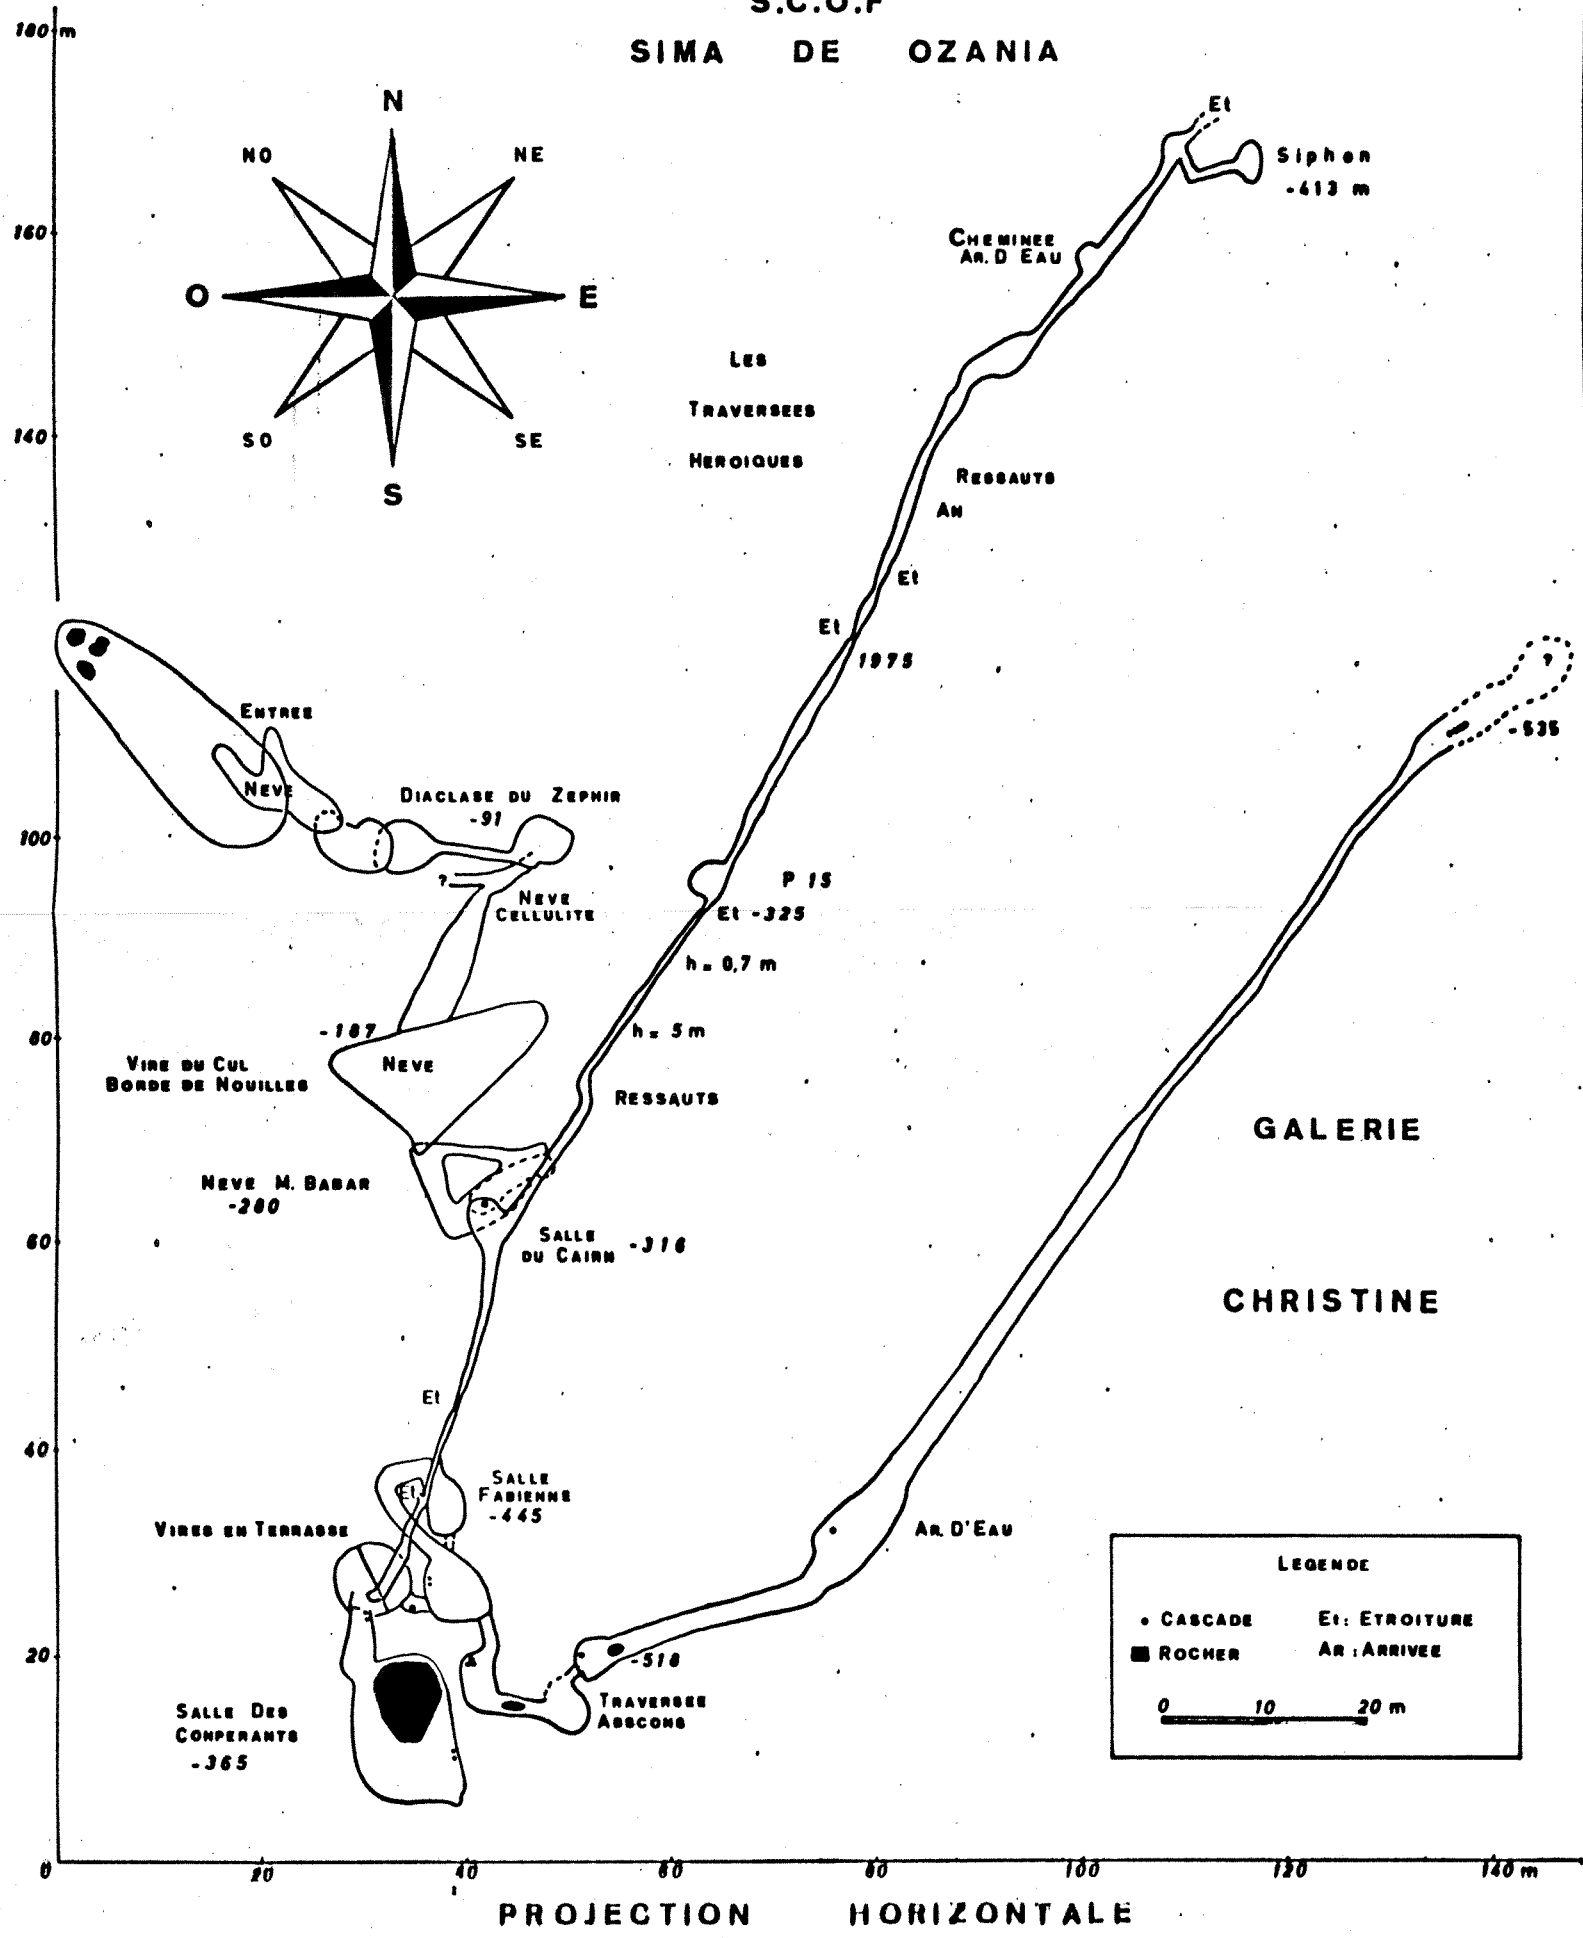 S.C.O.F
SIMA DE OZANIA
180 m
N
NO
NE
O
E
SO
SE
S
Et
Siphon
-413 m
160
CHEMINEE
AR. D EAU
LES
TRAVERSEES
HEROIQUES
140
RESSAUTS
AN
Et
Et
1975
?
-535
ENTREE
NEVE
DIACLASE DU ZEPHIR
-91
100
?
NEVE
CELLULITE
P 15
Et -325
h = 0,7 m
-187
h = 5 m
80
VIRE DU CUL
BORDE DE NOUILLES
NEVE
RESSAUTS
GALERIE
NEVE M. BABAR
-280
SALLE
DU CAIRN -316
60
CHRISTINE
Et
40
SALLE
FABIENNE
-445
Et
VIRES EN TERRASSE
AR. D'EAU
LEGENDE
• CASCADE Et: ETROITURE
ROCHER AR : ARRIVEE
0 10 20 m
20
-518
TRAVERSEE
ABSCONS
SALLE DES
CONPERANTS
-365
0 20 40 60 80 100 120 140 m
PROJECTION HORIZONTALE